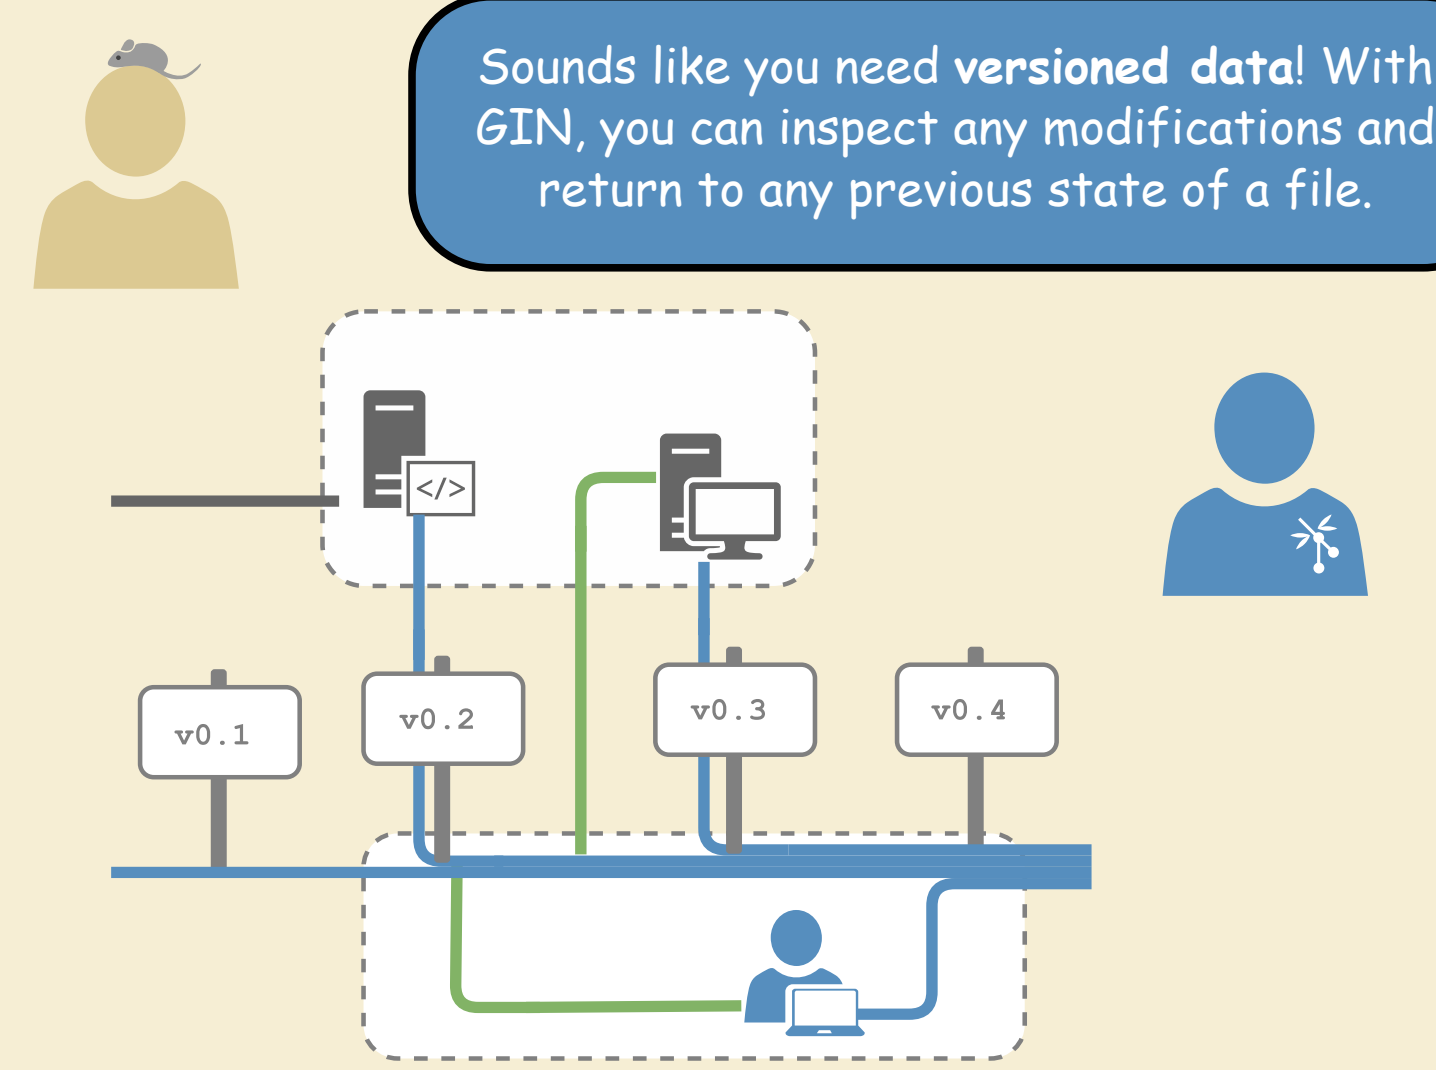 Sounds like you need versioned data! With
GIN, you can inspect any modifications and
return to any previous state of a file.
</>
v0.1
v0.2
v0.3
v0.4